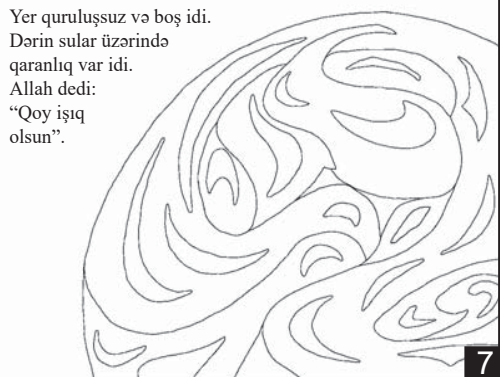 Yer quruluşsuz və boş idi.
Dərin sular üzərində
qaranlıq var idi.
Allah dedi:
“Qoy işıq
olsun”.
7